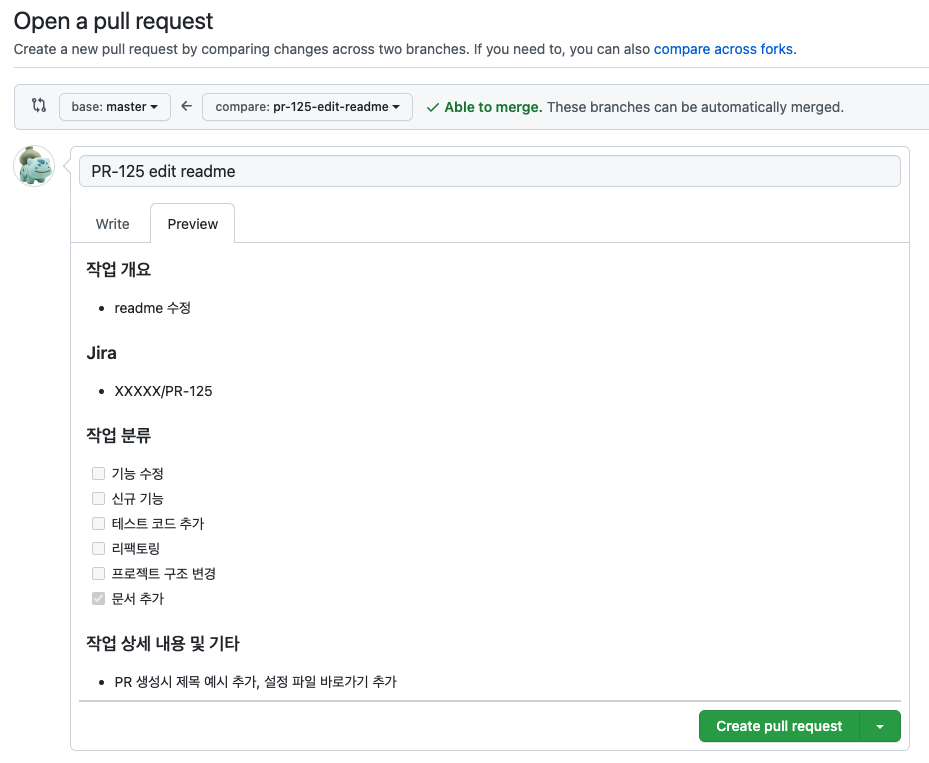 Open a pull request
Create a new pull request by comparing changes across two branches. If you need to, you can also compare across forks.
base: master ← compare: pr-125-edit-readme ✓ Able to merge. These branches can be automatically merged.
PR-125 edit readme
Write Preview
작업 개요
• readme 수정
Jira
• XXXXX/PR-125
작업 분류
기능 수정
신규 기능
테스트 코드 추가
리팩토링
프로젝트 구조 변경
문서 추가
작업 상세 내용 및 기타
• PR 생성시 제목 예시 추가, 설정 파일 바로가기 추가
Create pull request